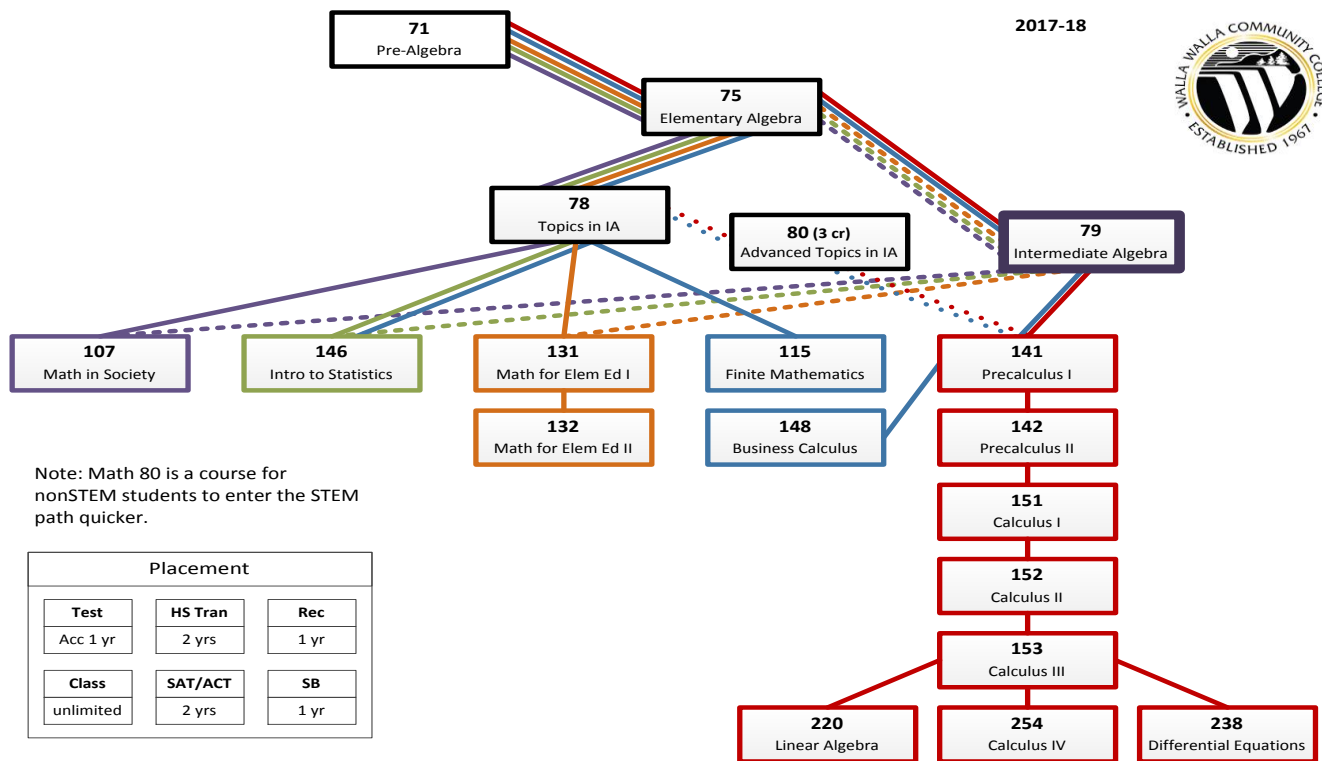 2017-18
WALLA WALLA COMMUNITY COLLEGE
• ESTABLISHED 1967 •
71
Pre-Algebra
75
Elementary Algebra
78
Topics in IA
80 (3 cr)
Advanced Topics in IA
79
Intermediate Algebra
107
Math in Society
146
Intro to Statistics
131
Math for Elem Ed I
115
Finite Mathematics
141
Precalculus I
132
Math for Elem Ed II
148
Business Calculus
142
Precalculus II
151
Calculus I
152
Calculus II
153
Calculus III
220
Linear Algebra
254
Calculus IV
238
Differential Equations
Note: Math 80 is a course for
nonSTEM students to enter the STEM
path quicker.
Placement
Test HS Tran Rec
Acc 1 yr 2 yrs 1 yr
Class SAT/ACT SB
unlimited 2 yrs 1 yr